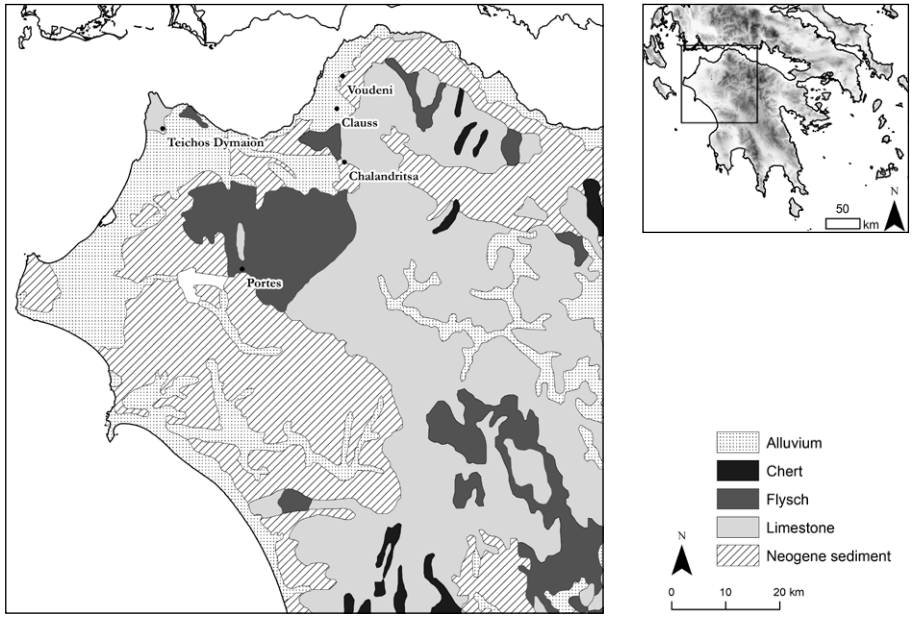 Voudeni
Clauss
Teichos Dymaion
Chalandritsa
Portes
N
50
km
Alluvium
Chert
Flysch
Limestone
Neogene sediment
N
0 10 20 km